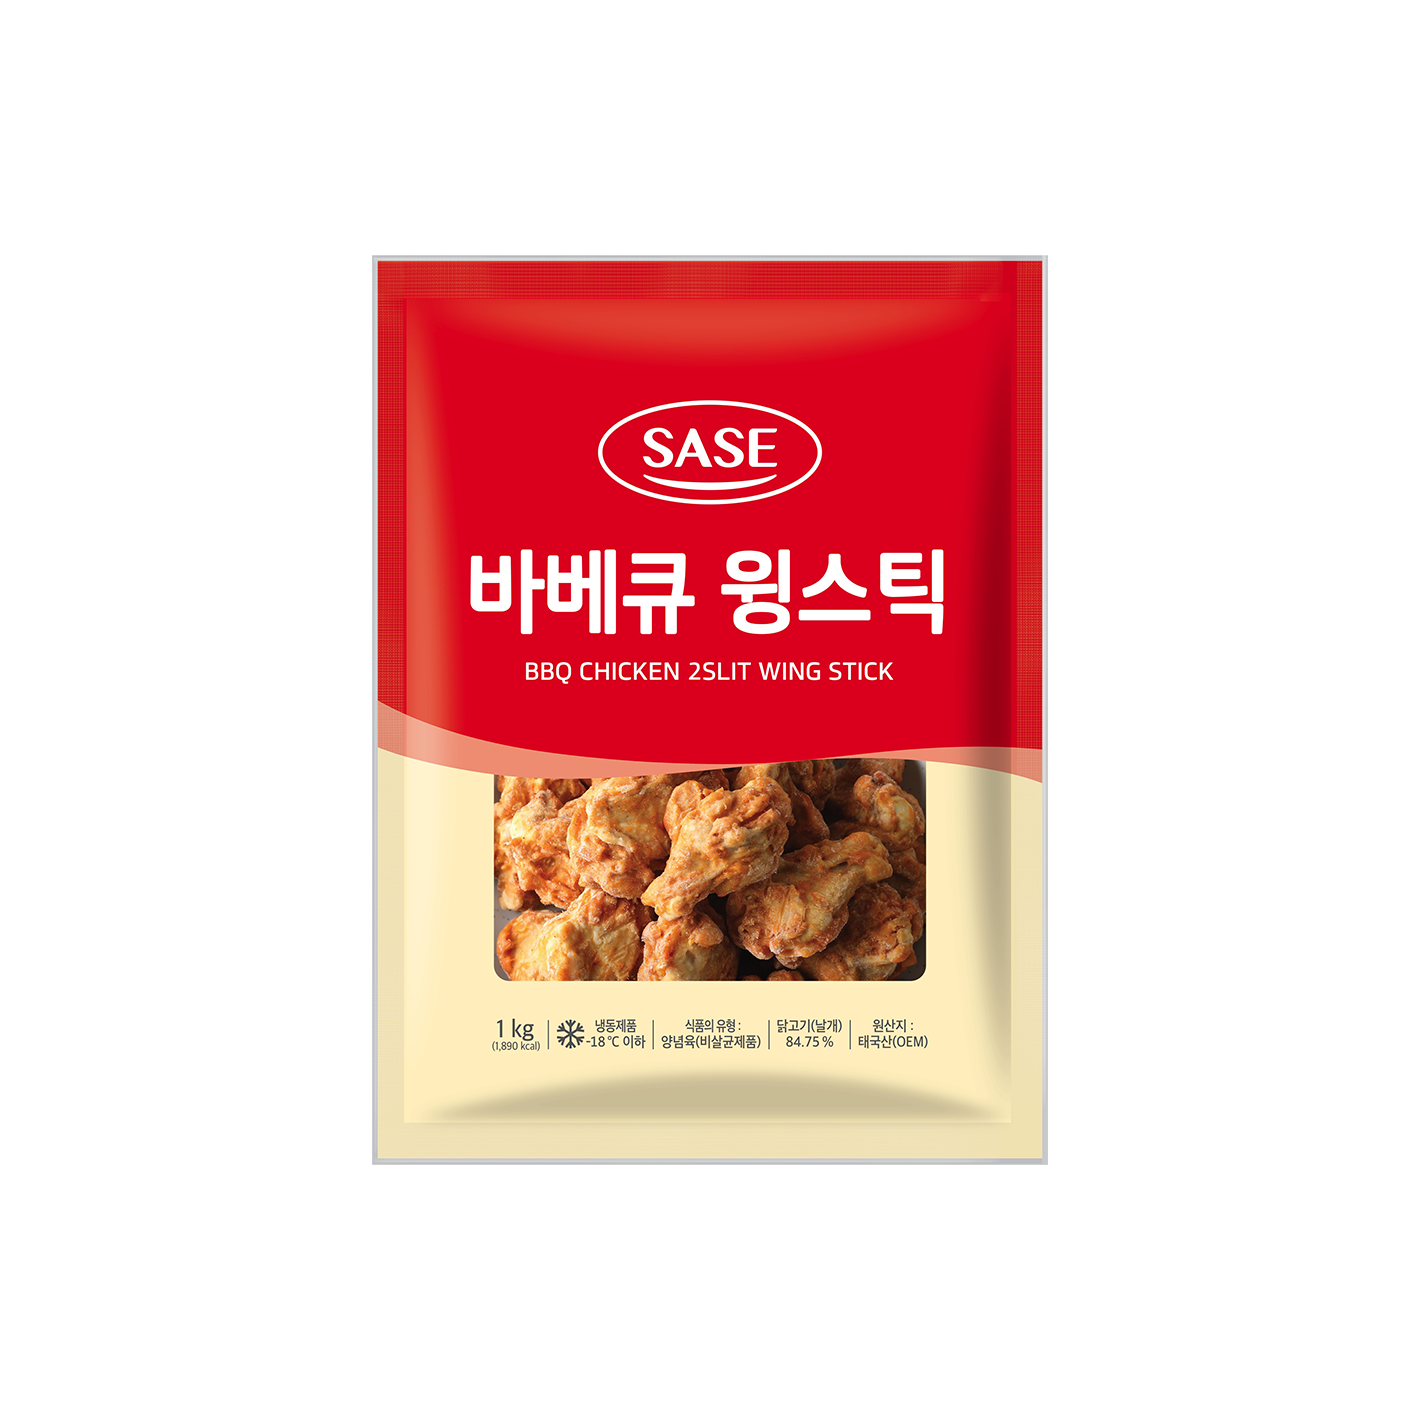 SASE
바베큐 윙스틱
BBQ CHICKEN 2SLIT WING STICK
1 kg
(1,890 kcal)
냉동제품
-18 ℃ 이하
식품의 유형 :
양념육(비살균제품)
닭고기(날개)
84.75 %
원산지 :
태국산(OEM)